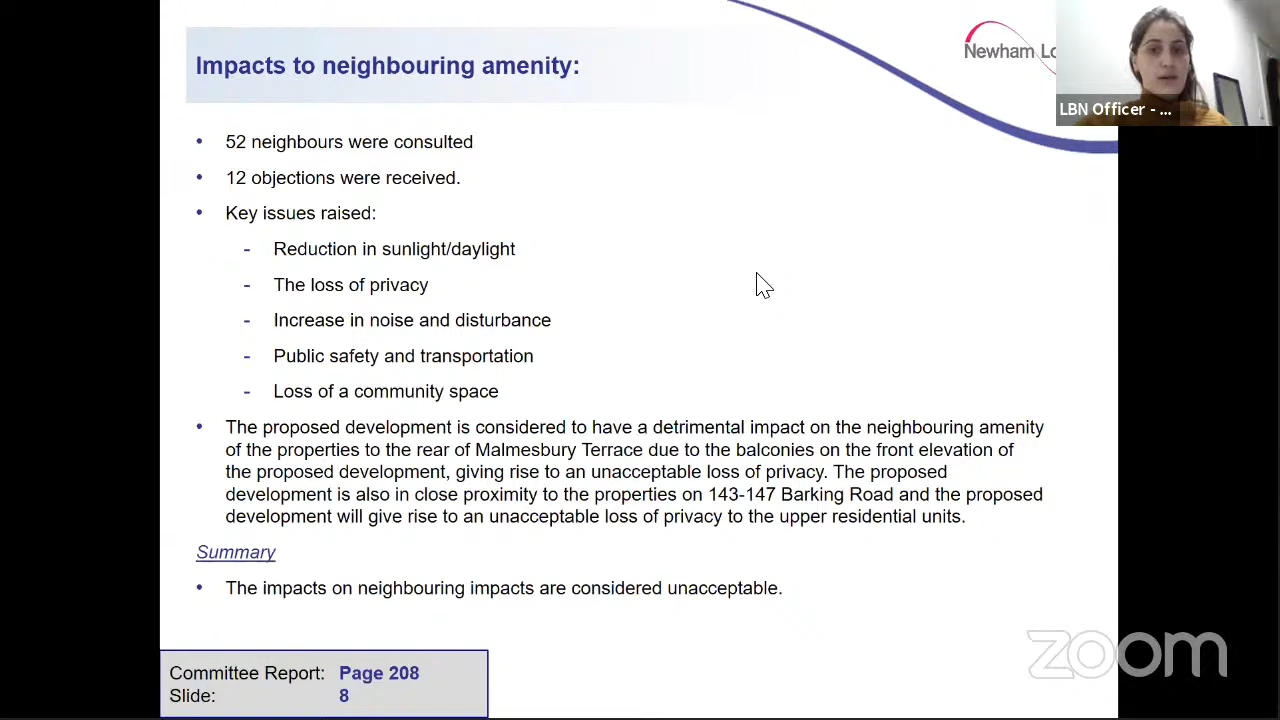 Impacts to neighbouring amenity:
Newham Lo
LBN Officer - ...
• 52 neighbours were consulted
• 12 objections were received.
• Key issues raised:
- Reduction in sunlight/daylight
- The loss of privacy
- Increase in noise and disturbance
- Public safety and transportation
- Loss of a community space
• The proposed development is considered to have a detrimental impact on the neighbouring amenity
of the properties to the rear of Malmesbury Terrace due to the balconies on the front elevation of
the proposed development, giving rise to an unacceptable loss of privacy. The proposed
development is also in close proximity to the properties on 143-147 Barking Road and the proposed
development will give rise to an unacceptable loss of privacy to the upper residential units.
Summary
• The impacts on neighbouring impacts are considered unacceptable.
Committee Report: Page 208
Slide: 8
zoom